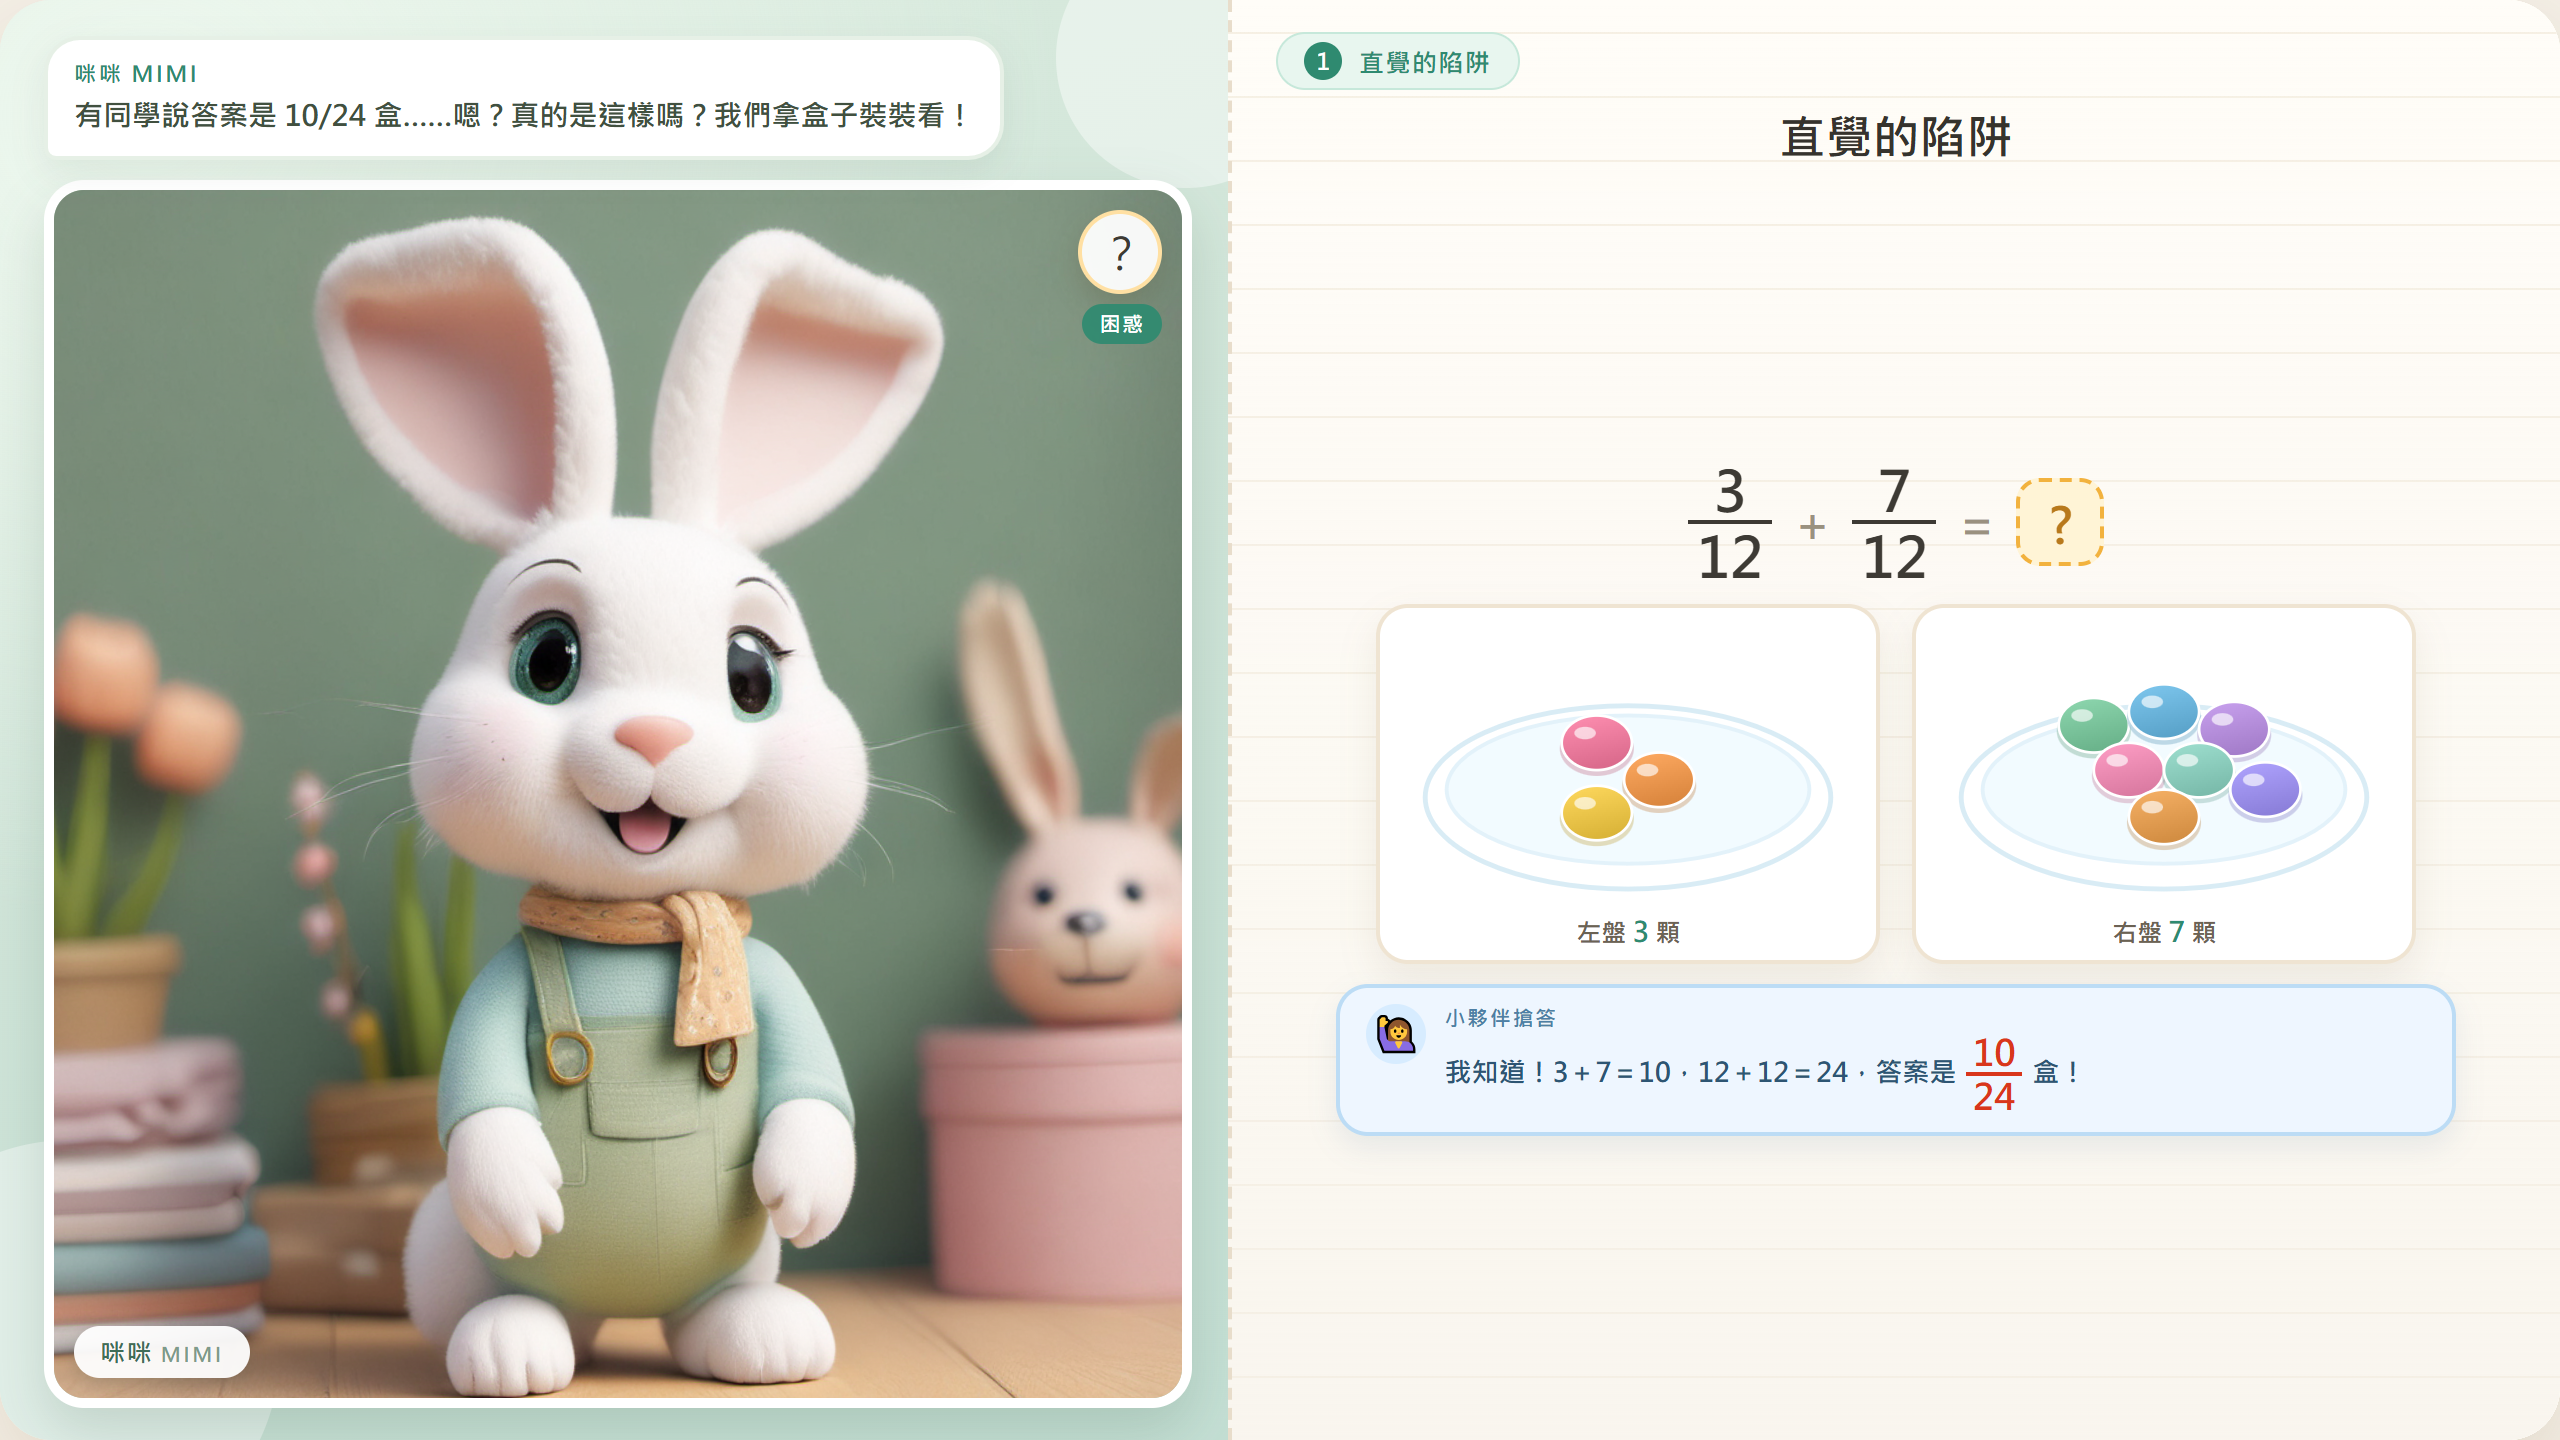 咪咪 MIMI
有同學說答案是 10/24 盒……嗯？真的是這樣嗎？我們拿盒子裝裝看！
?
困惑
咪咪 MIMI
1 直覺的陷阱
直覺的陷阱
3/12 + 7/12 = ?
左盤 3 顆
右盤 7 顆
小夥伴搶答
我知道！3+7=10，12+12=24，答案是 10/24 盒！